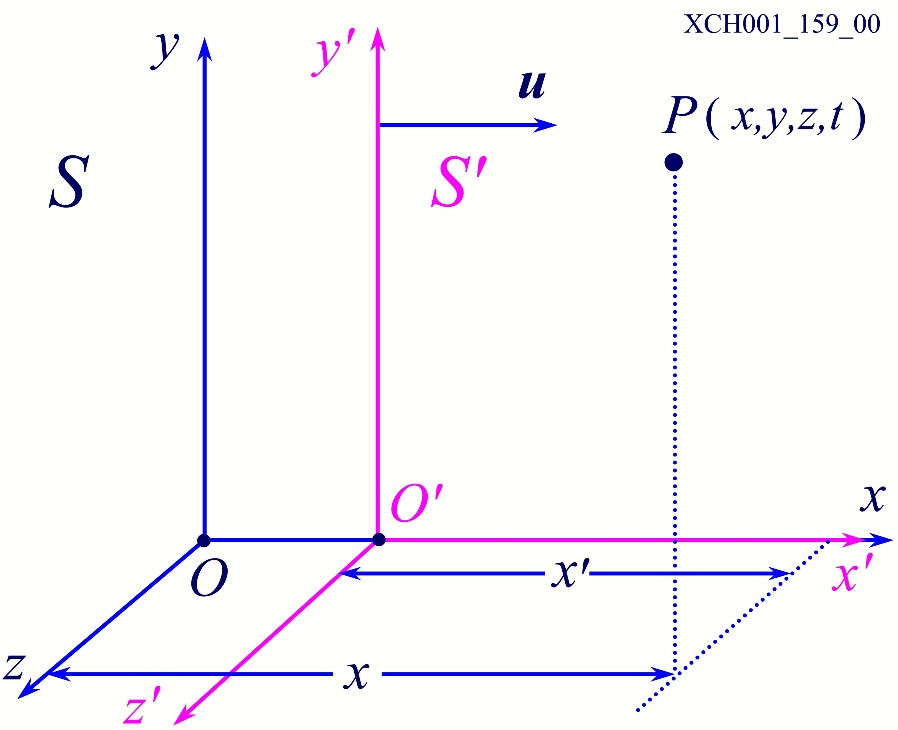 XCH001_159_00
y
y'
u
P ( x,y,z,t )
S
S'
O'
x
O
x'
x'
z
x
z'